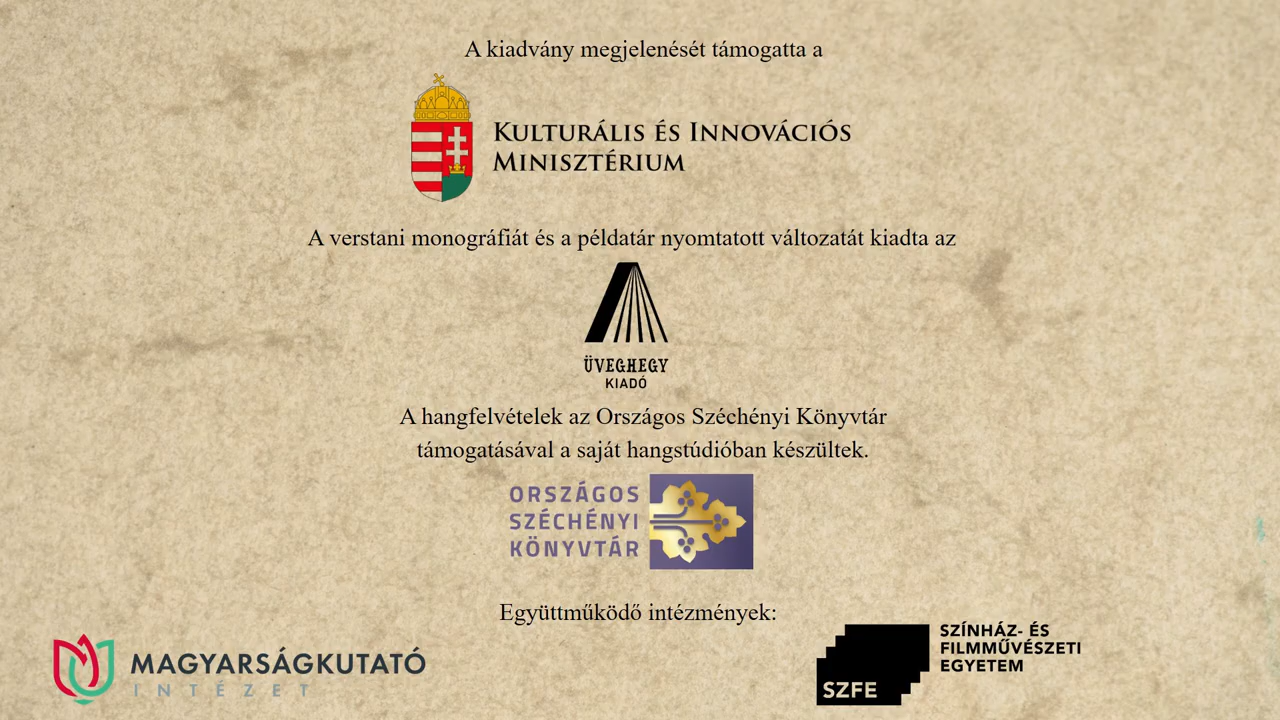 A kiadvány megjelenését támogatta a
Kulturális és Innovációs
Minisztérium
A verstani monográfiát és a példatár nyomtatott változatát kiadta az
ÜVEGHEGY
KIADÓ
A hangfelvételek az Országos Széchényi Könyvtár
támogatásával a saját hangstúdióban készültek.
ORSZÁGOS
SZÉCHÉNYI
KÖNYVTÁR
Együttműködő intézmények:
MAGYARSÁGKUTATÓ
INTÉZET
SZFE
SZÍNHÁZ- ÉS
FILMMŰVÉSZETI
EGYETEM